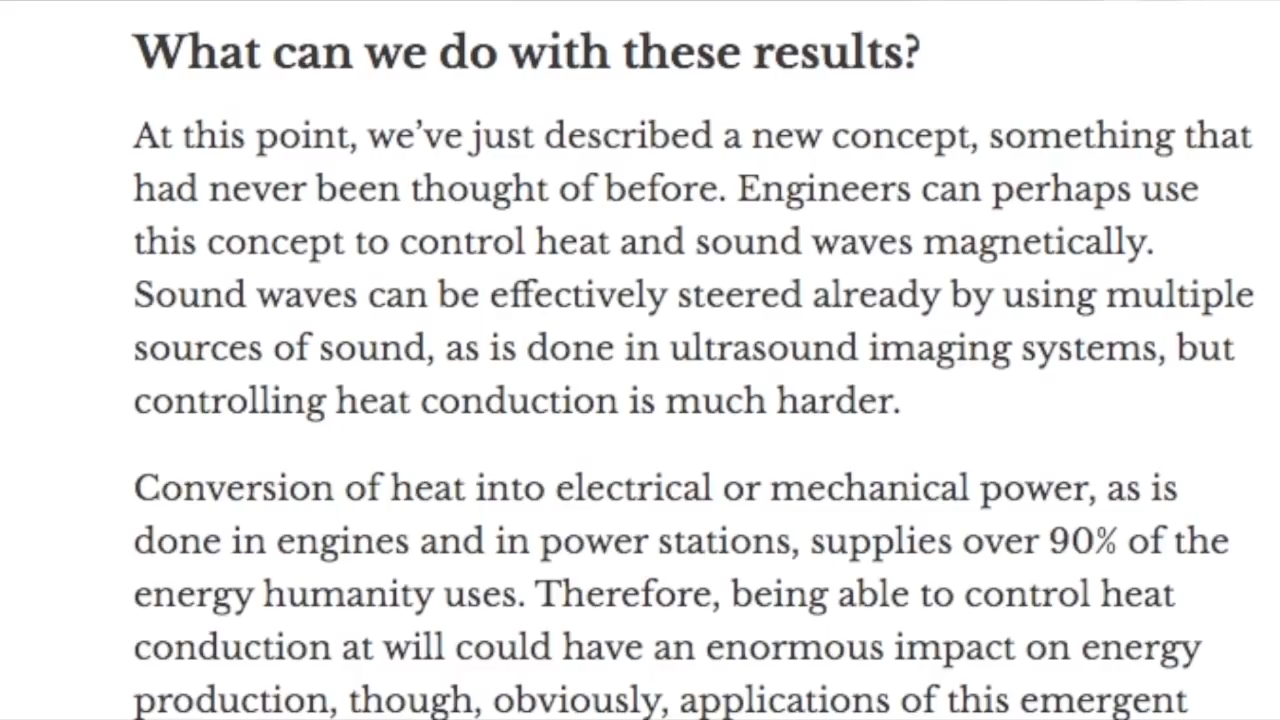 What can we do with these results?
At this point, we’ve just described a new concept, something that
had never been thought of before. Engineers can perhaps use
this concept to control heat and sound waves magnetically.
Sound waves can be effectively steered already by using multiple
sources of sound, as is done in ultrasound imaging systems, but
controlling heat conduction is much harder.
Conversion of heat into electrical or mechanical power, as is
done in engines and in power stations, supplies over 90% of the
energy humanity uses. Therefore, being able to control heat
conduction at will could have an enormous impact on energy
production, though, obviously, applications of this emergent